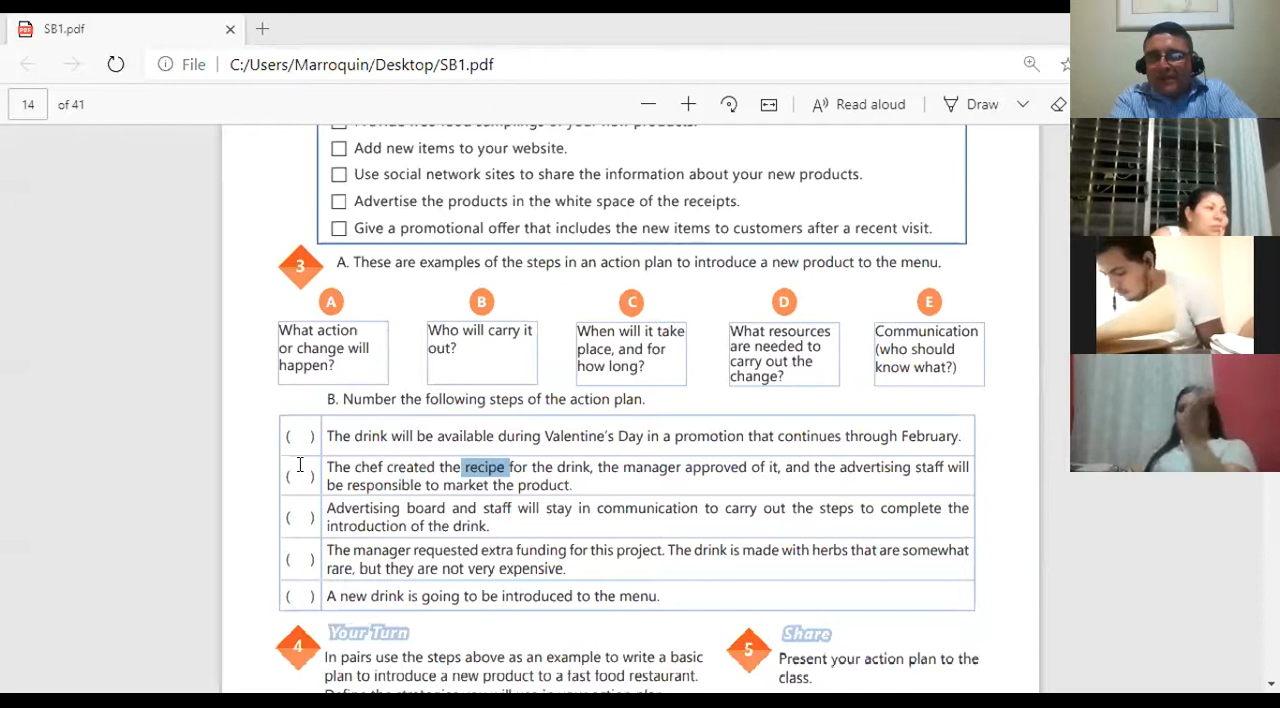 SB1.pdf
File | C:/Users/Marroquin/Desktop/SB1.pdf
14 of 41 Read aloud Draw
Add new items to your website.
Use social network sites to share the information about your new products.
Advertise the products in the white space of the receipts.
Give a promotional offer that includes the new items to customers after a recent visit.
3 A. These are examples of the steps in an action plan to introduce a new product to the menu.
A B C D E
What action
or change will
happen?
Who will carry it
out?
When will it take
place, and for
how long?
What resources
are needed to
carry out the
change?
Communication
(who should
know what?)
B. Number the following steps of the action plan.
( ) The drink will be available during Valentine's Day in a promotion that continues through February.
( ) The chef created the recipe for the drink, the manager approved of it, and the advertising staff will
be responsible to market the product.
( ) Advertising board and staff will stay in communication to carry out the steps to complete the
introduction of the drink.
( ) The manager requested extra funding for this project. The drink is made with herbs that are somewhat
rare, but they are not very expensive.
( ) A new drink is going to be introduced to the menu.
4 Your Turn
In pairs use the steps above as an example to write a basic
plan to introduce a new product to a fast food restaurant.
5 Share
Present your action plan to the
class.